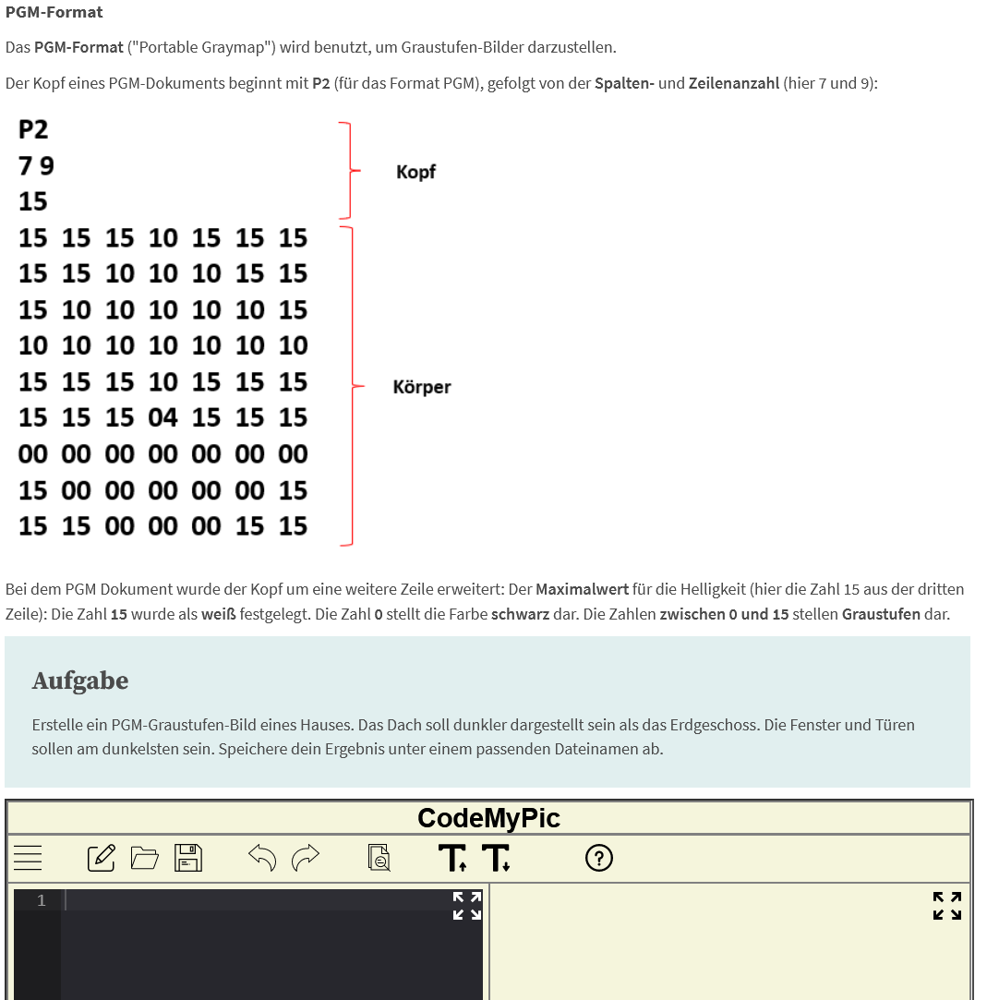 PGM-Format
Das PGM-Format ("Portable Graymap") wird benutzt, um Graustufen-Bilder darzustellen.
Der Kopf eines PGM-Dokuments beginnt mit P2 (für das Format PGM), gefolgt von der Spalten- und Zeilenanzahl (hier 7 und 9):
P2
7 9
15
Kopf
15 15 15 10 15 15 15
15 15 10 10 10 15 15
15 10 10 10 10 10 15
10 10 10 10 10 10 10
15 15 15 10 15 15 15
15 15 15 04 15 15 15
00 00 00 00 00 00 00
15 00 00 00 00 00 15
15 15 00 00 00 15 15
Körper
Bei dem PGM Dokument wurde der Kopf um eine weitere Zeile erweitert: Der Maximalwert für die Helligkeit (hier die Zahl 15 aus der dritten
Zeile): Die Zahl 15 wurde als weiß festgelegt. Die Zahl 0 stellt die Farbe schwarz dar. Die Zahlen zwischen 0 und 15 stellen Graustufen dar.
Aufgabe
Erstelle ein PGM-Graustufen-Bild eines Hauses. Das Dach soll dunkler dargestellt sein als das Erdgeschoss. Die Fenster und Türen
sollen am dunkelsten sein. Speichere dein Ergebnis unter einem passenden Dateinamen ab.
CodeMyPic
T T ?
1